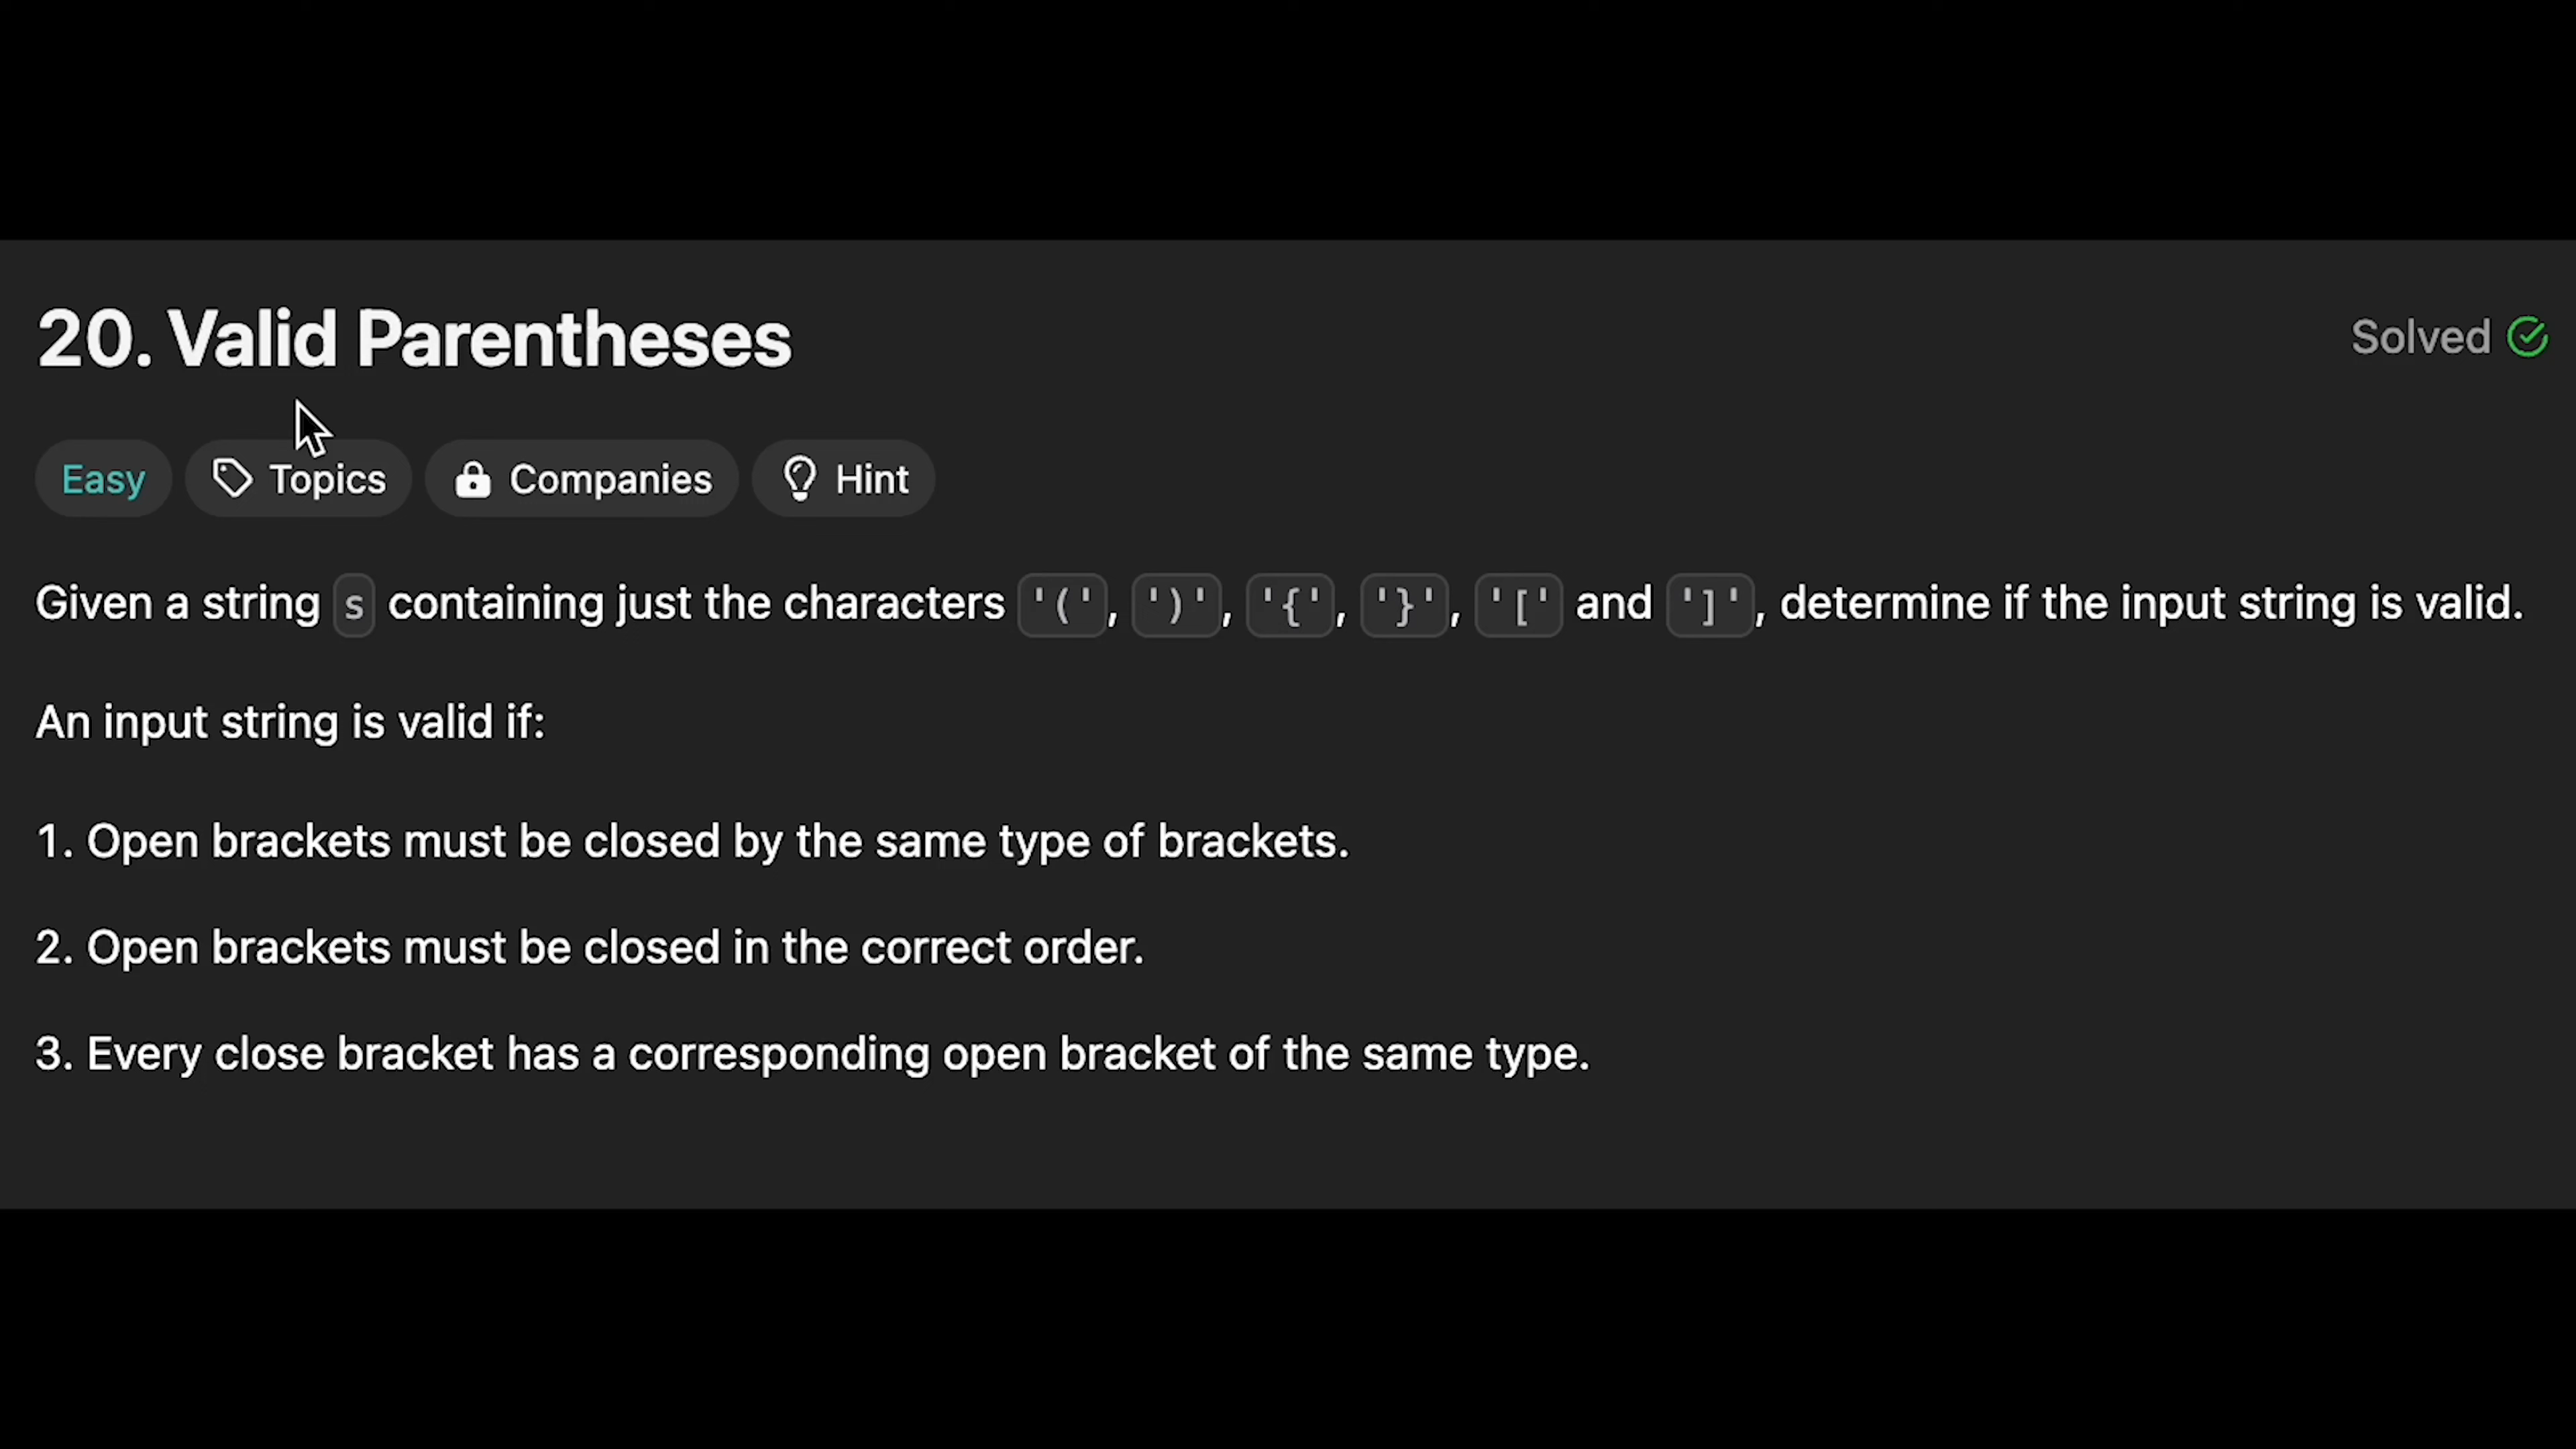 20. Valid Parentheses
Solved
Easy Topics Companies Hint
Given a string s containing just the characters '(', ')', '{', '}', '[' and ']', determine if the input string is valid.
An input string is valid if:
1. Open brackets must be closed by the same type of brackets.
2. Open brackets must be closed in the correct order.
3. Every close bracket has a corresponding open bracket of the same type.